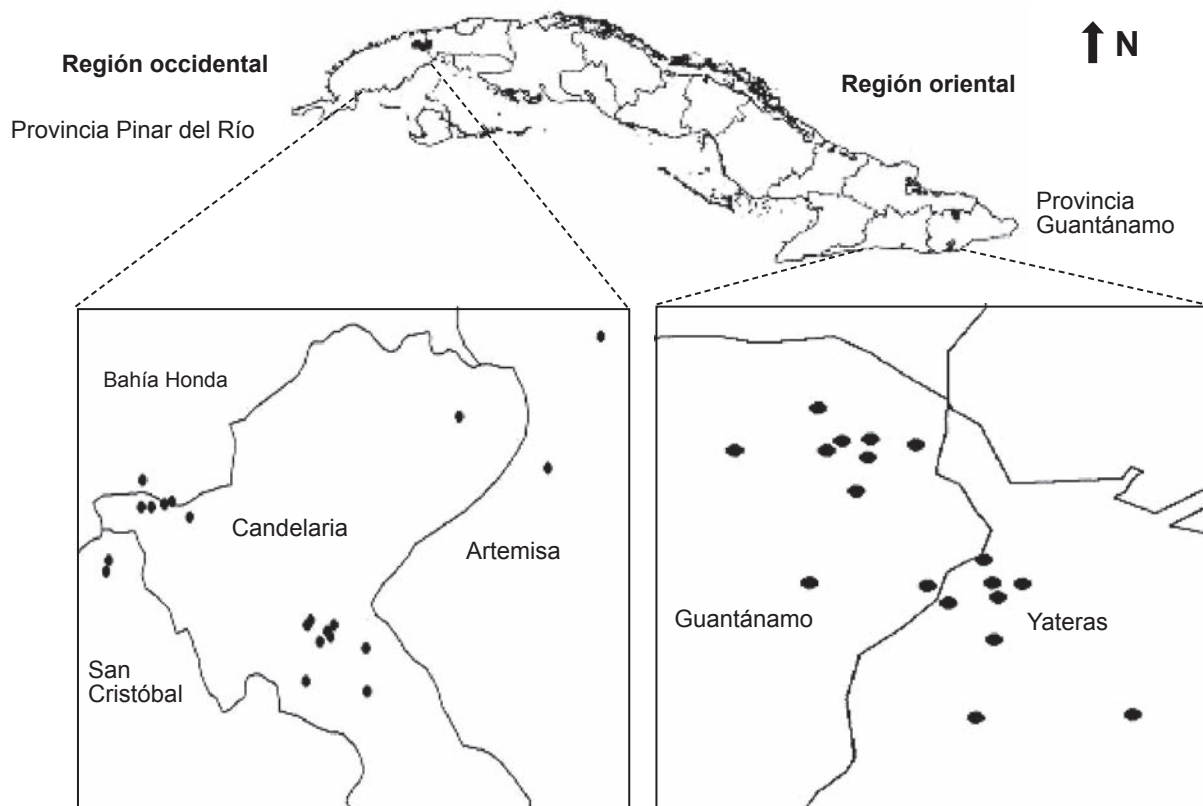 N
Región occidental
Región oriental
Provincia Pinar del Río
Provincia
Guantánamo
Bahía Honda
Candelaria
Artemisa
San
Cristóbal
Guantánamo
Yateras